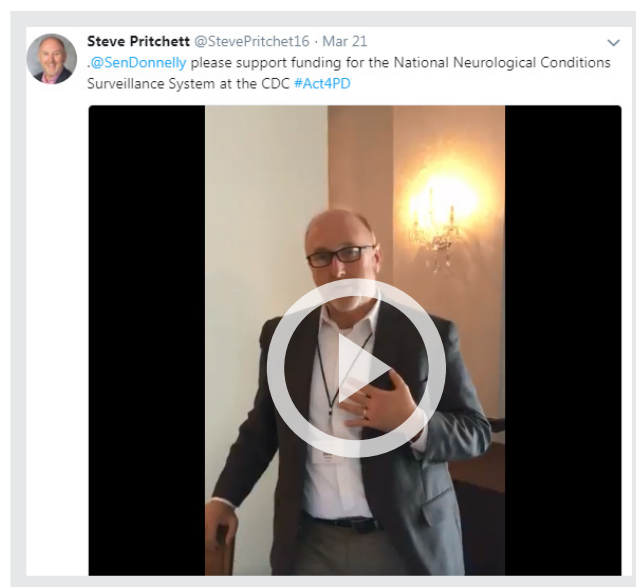 Steve Pritchett @StevePritchet16 · Mar 21
.@SenDonnelly please support funding for the National Neurological Conditions
Surveillance System at the CDC #Act4PD